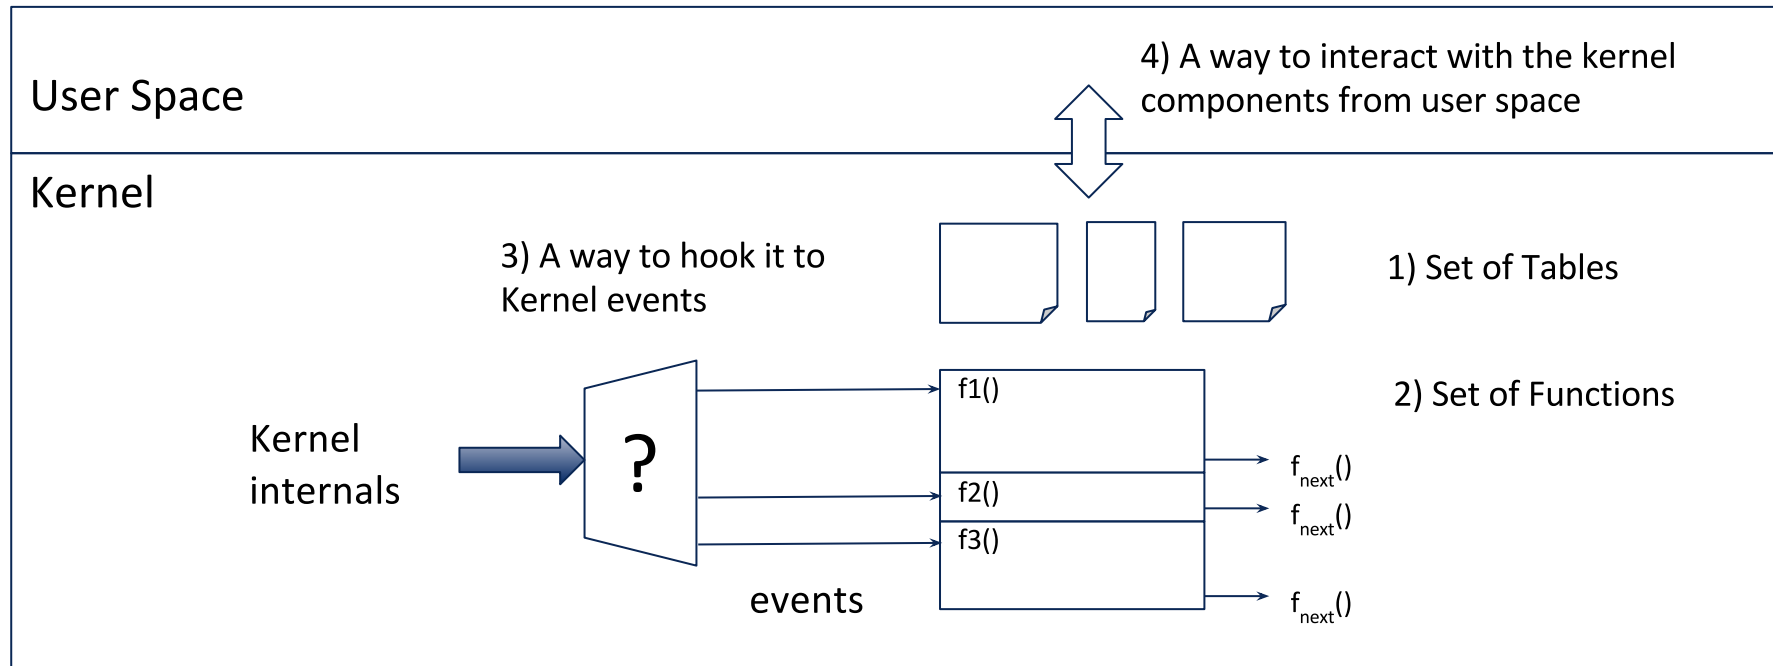 4) A way to interact with the kernel
components from user space
User Space
Kernel
3) A way to hook it to
Kernel events
1) Set of Tables
f1()
2) Set of Functions
Kernel
internals
?
fnext()
f2()
fnext()
f3()
events
fnext()